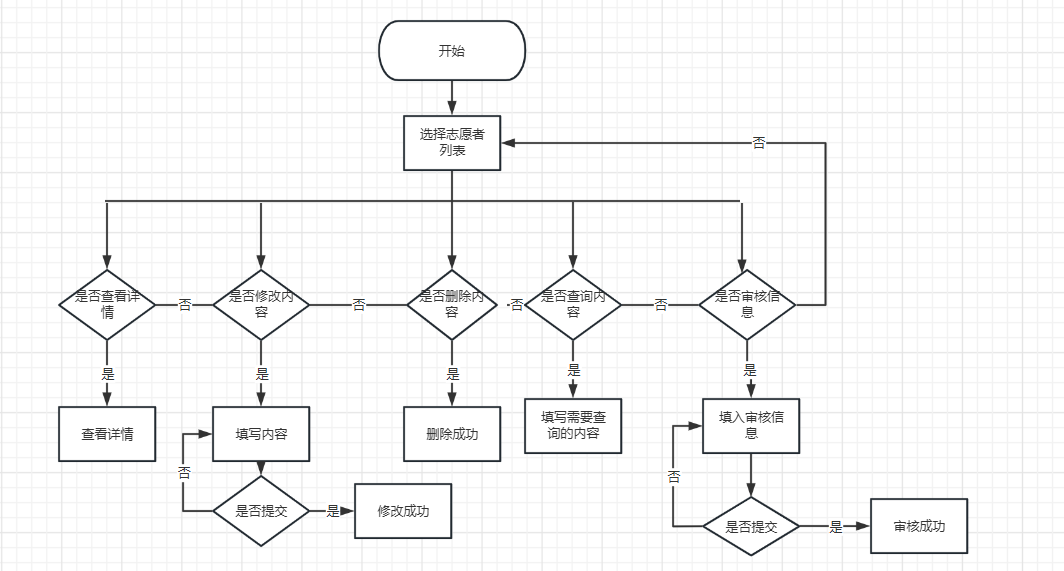 开始
选择志愿者
列表
否
是否查看详
情
否
是否修改内
容
否
是否删除内
容
否
是否查询内
容
否
是否审核信
息
是
是
是
是
是
查看详情
填写内容
删除成功
填写需要查
询的内容
填入审核信
息
否
否
是否提交
是
修改成功
是否提交
是
审核成功